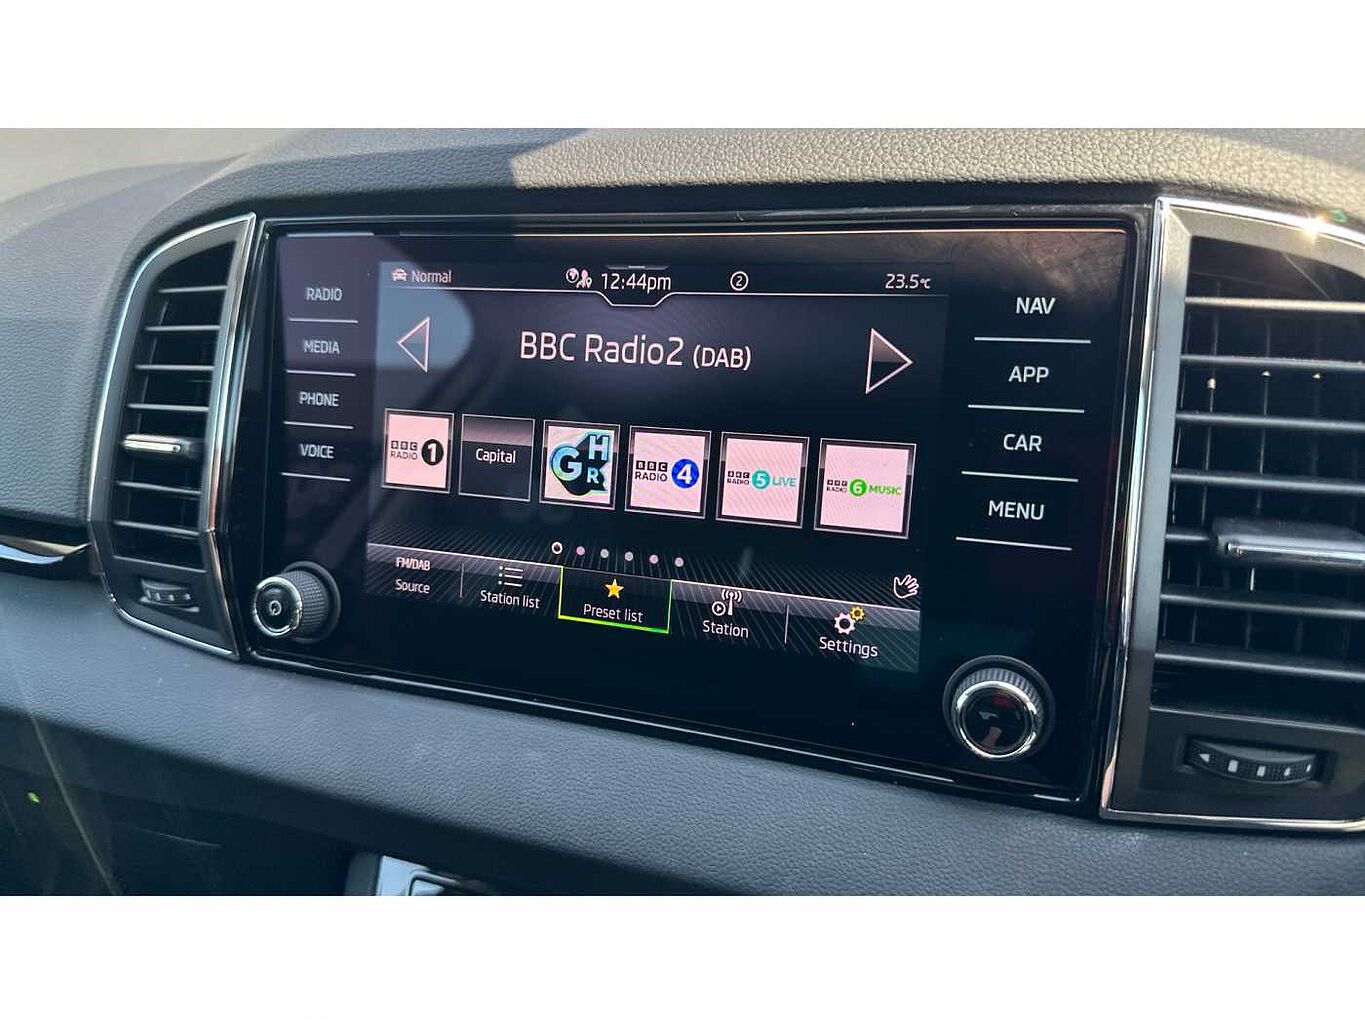 RADIO
MEDIA
PHONE
VOICE
Normal
12:44pm
2
23.5°C
BBC Radio2 (DAB)
BBC
RADIO 1
Capital
GHR
BBC
RADIO 4
BBC
RADIO 5 LIVE
BBC
RADIO 6 MUSIC
FM/DAB
Source
Station list
Preset list
Station
Settings
NAV
APP
CAR
MENU